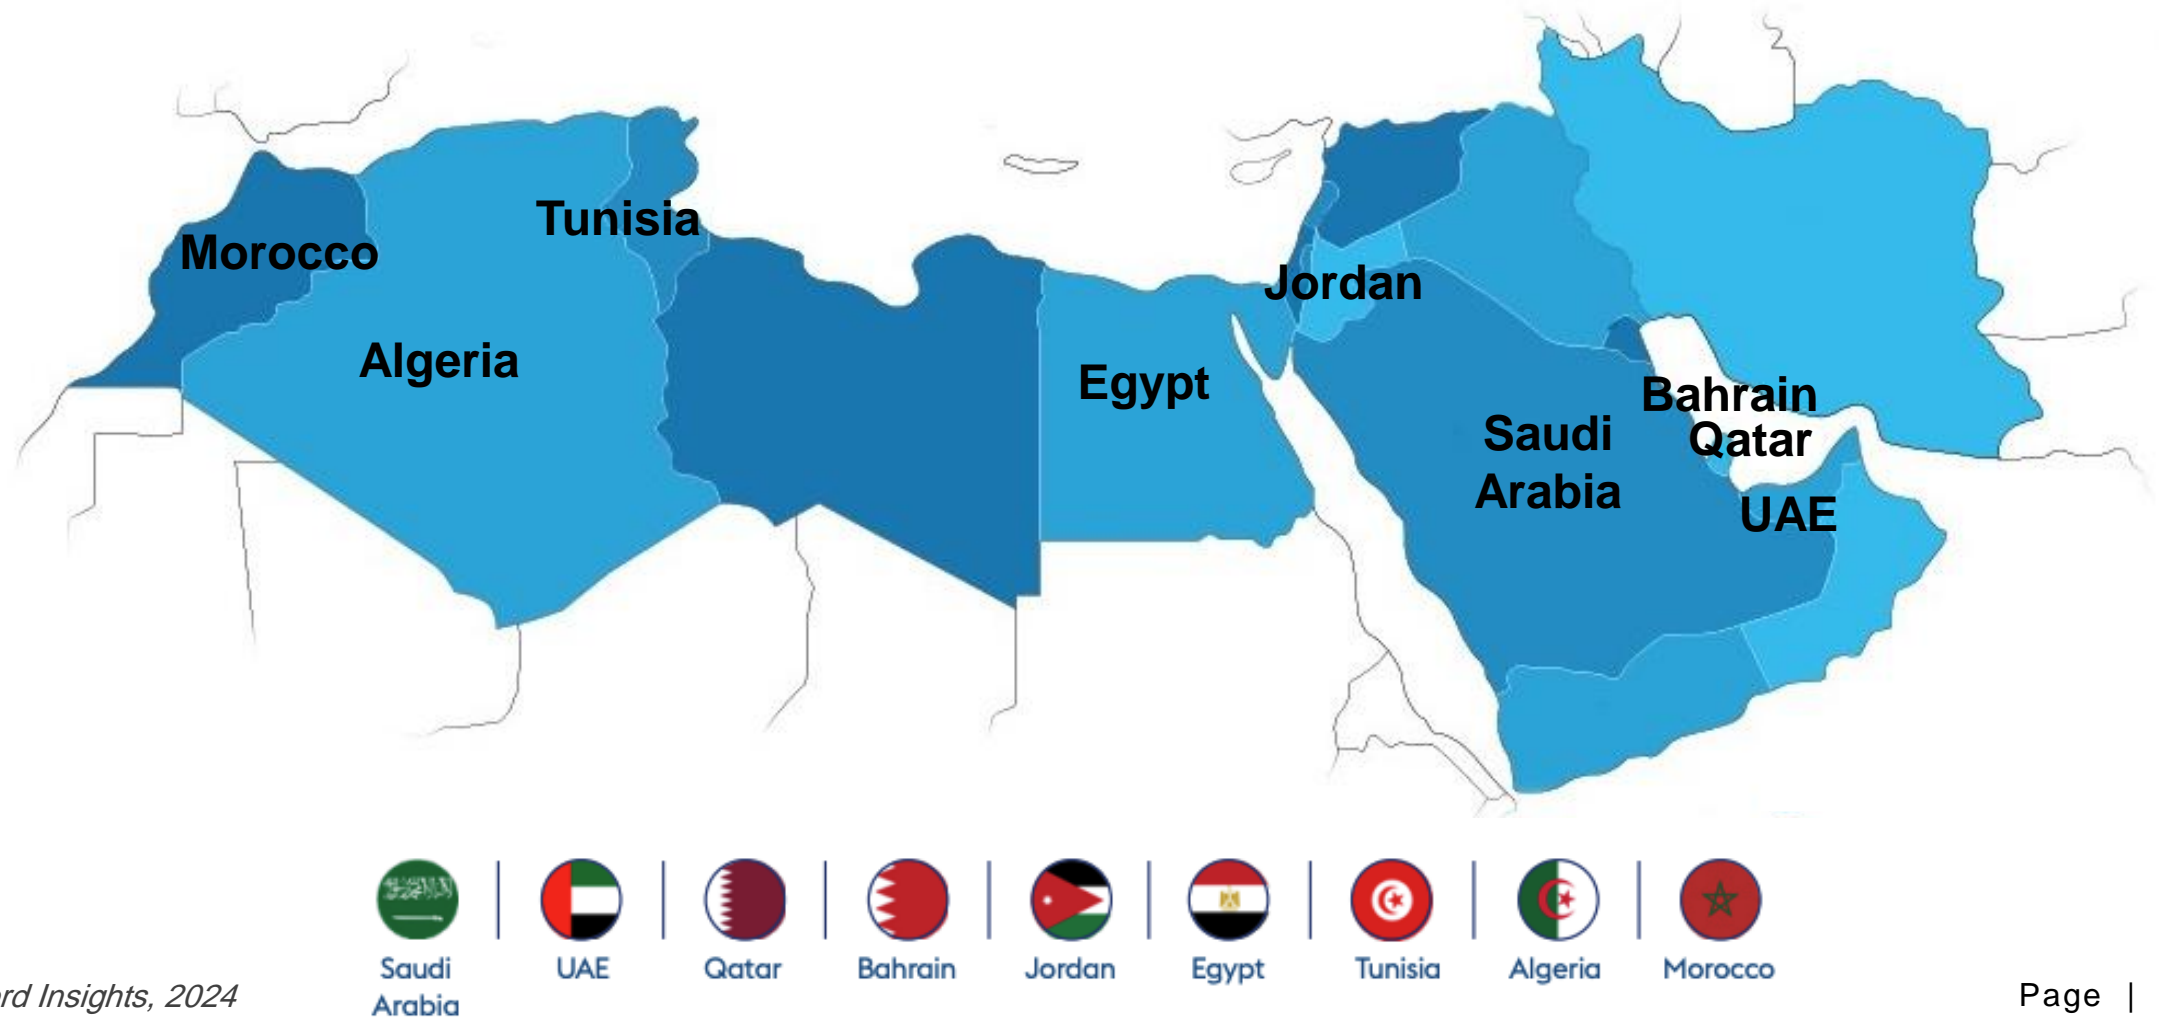 Tunisia
Morocco
Jordan
Algeria
Egypt
Bahrain
Saudi
Arabia
Qatar
UAE
Saudi
Arabia
UAE
Qatar
Bahrain
Jordan
Egypt
Tunisia
Algeria
Morocco
Insights, 2024
Page |